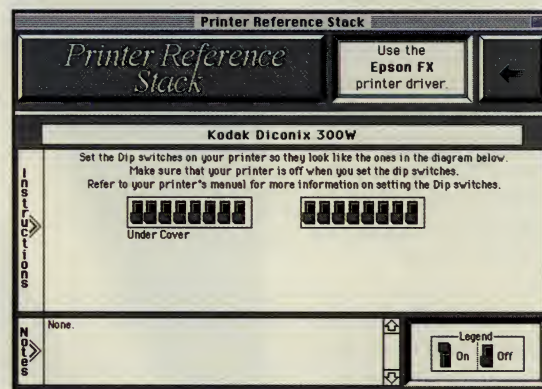 Printer Reference Stack
Printer Reference
Stack
Use the
Epson FX
printer driver.
Kodak Diconix 300W
Instructions
Set the Dip switches on your printer so they look like the ones in the diagram below.
Make sure that your printer is off when you set the dip switches.
Refer to your printer's manual for more information on setting the Dip switches.
Under Cover
Notes
None.
Legend
On
Off